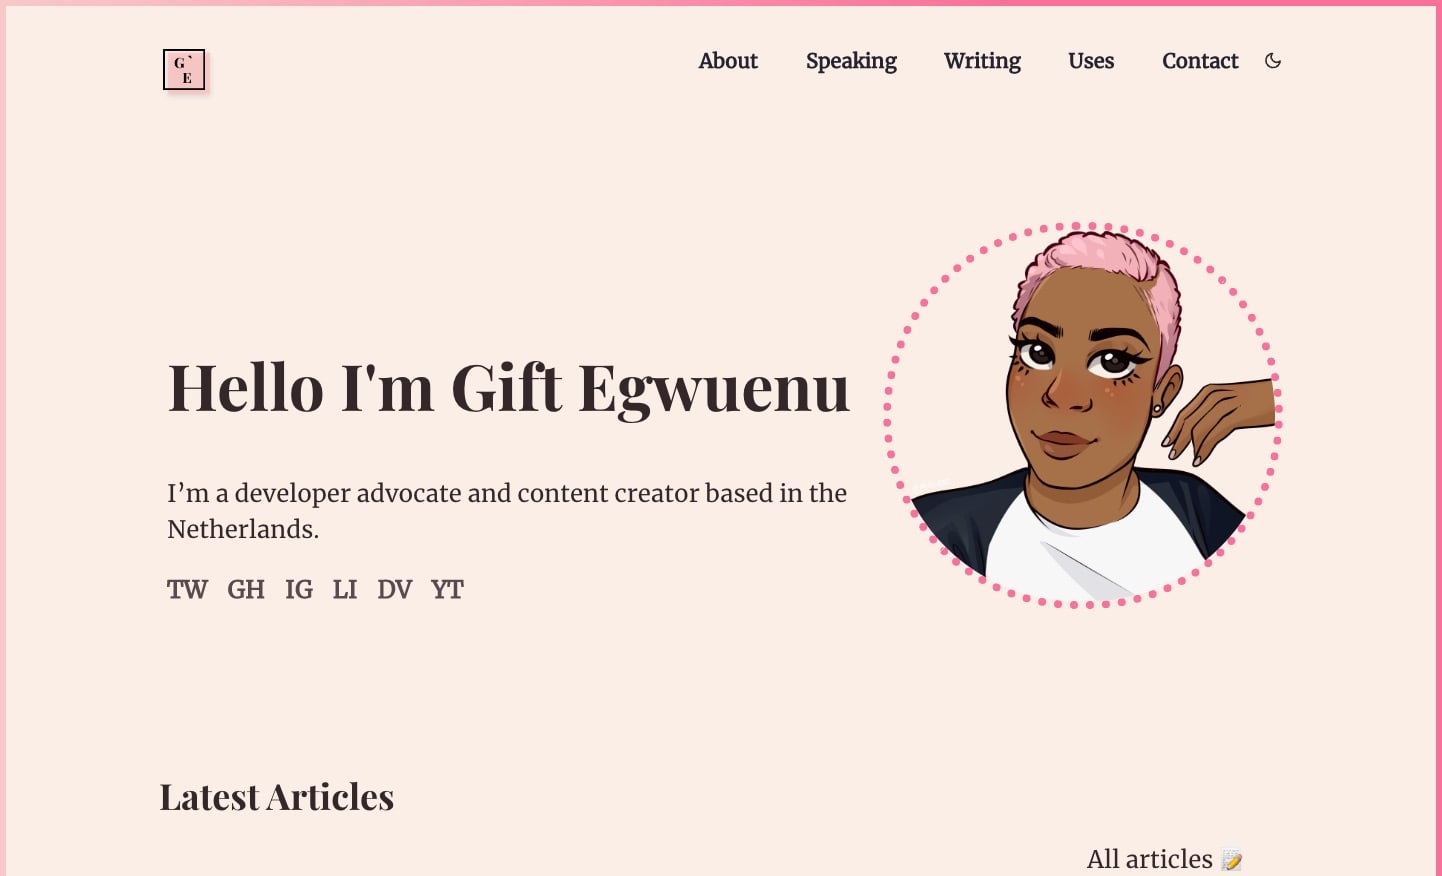 G`
E
About Speaking Writing Uses Contact
Hello I'm Gift Egwuenu
I’m a developer advocate and content creator based in the
Netherlands.
TW GH IG LI DV YT
Latest Articles
All articles 📝